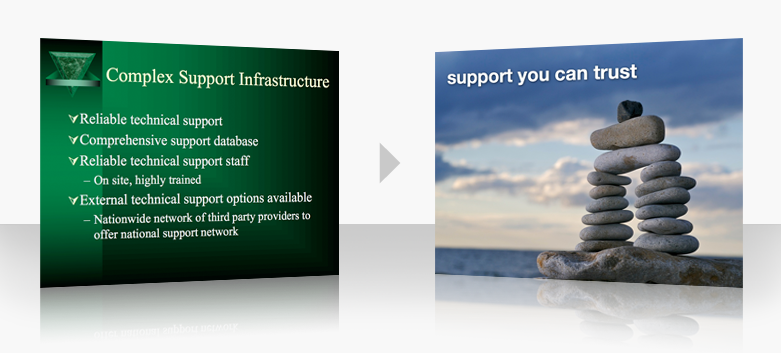 Complex Support Infrastructure
Reliable technical support
Comprehensive support database
Reliable technical support staff
– On site, highly trained
External technical support options available
– Nationwide network of third party providers to
offer national support network
support you can trust